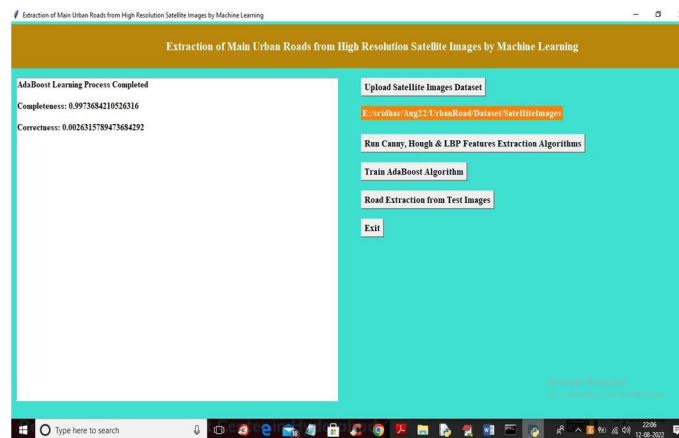 Extraction of Main Urban Roads from High Resolution Satellite Images by Machine Learning
Extraction of Main Urban Roads from High Resolution Satellite Images by Machine Learning
AdaBoost Learning Process Completed
Completeness: 0.9973684210526316
Correctness: 0.0026315789473684292
Upload Satellite Images Dataset
E:/sridhar/Aug22/UrbanRoad/Dataset/SatelliteImages
Run Canny, Hough & LBP Features Extraction Algorithms
Train AdaBoost Algorithm
Road Extraction from Test Images
Exit
Type here to search
22:06
12-08-2022